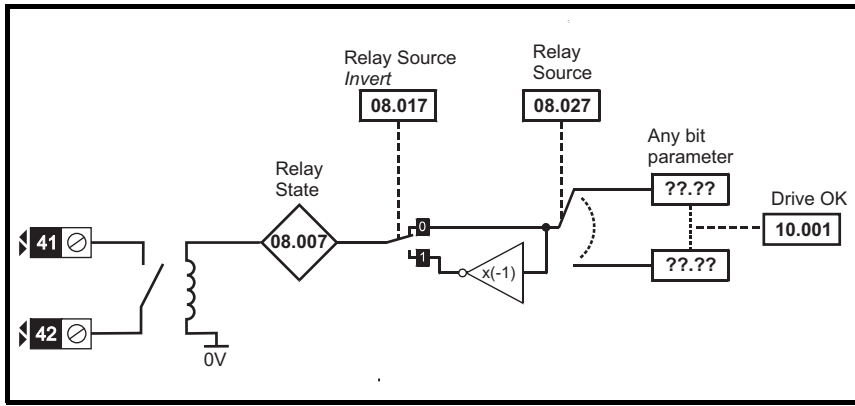 Relay Source
Invert
08.017
Relay
Source
08.027
Any bit
parameter
??.??
Drive OK
10.001
??.??
Relay
State
08.007
0
1
x(-1)
41
42
0V